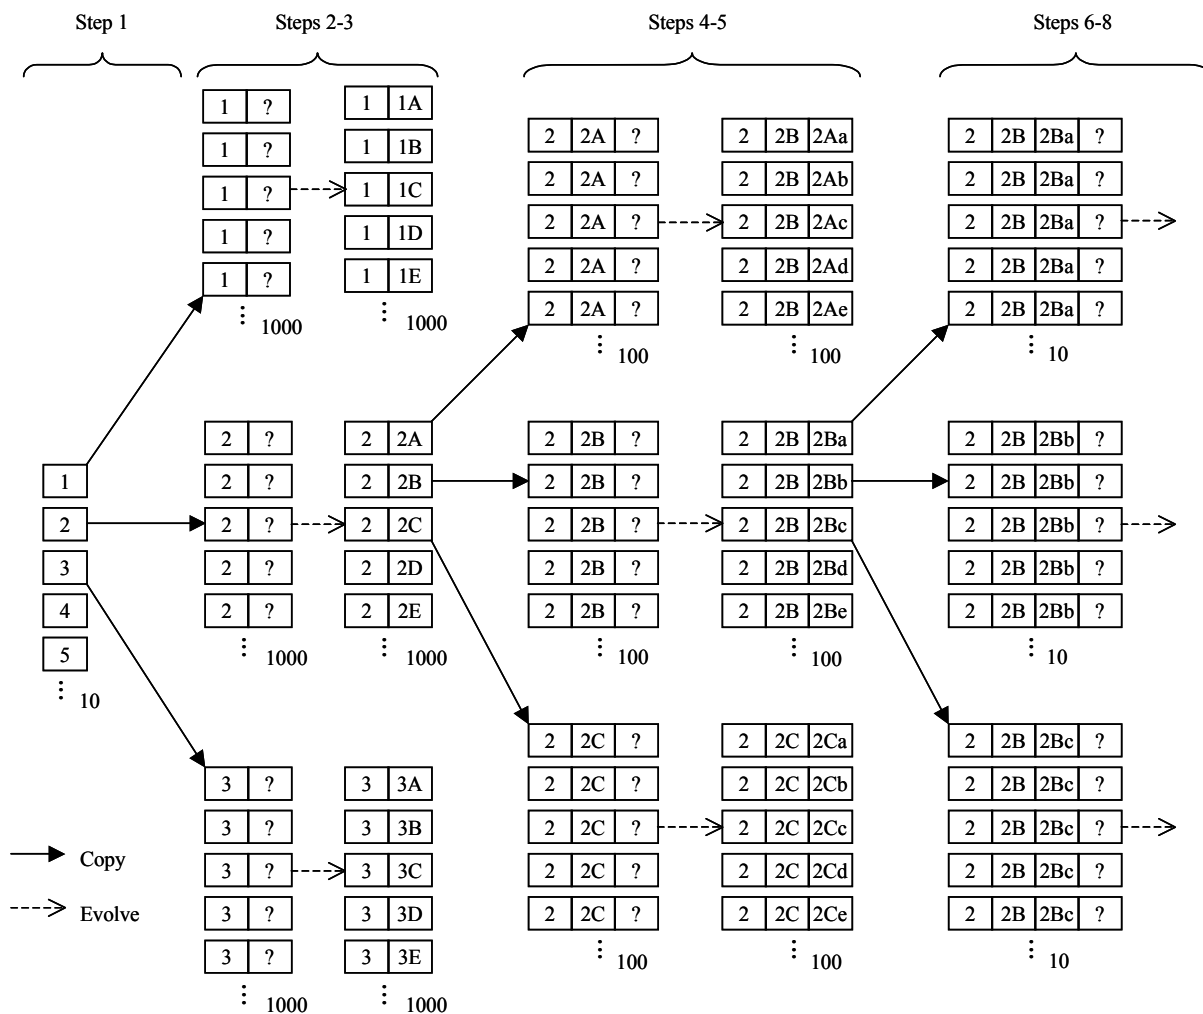 Step 1
Steps 2-3
Steps 4-5
Steps 6-8
1
2
3
4
5
⋮ 10
1 ?
1 ?
1 ?
1 ?
1 ?
⋮ 1000
1 1A
1 1B
1 1C
1 1D
1 1E
⋮ 1000
2 ?
2 ?
2 ?
2 ?
2 ?
⋮ 1000
2 2A
2 2B
2 2C
2 2D
2 2E
⋮ 1000
3 ?
3 ?
3 ?
3 ?
3 ?
⋮ 1000
3 3A
3 3B
3 3C
3 3D
3 3E
⋮ 1000
2 2A ?
2 2A ?
2 2A ?
2 2A ?
2 2A ?
⋮ 100
2 2B 2Aa
2 2B 2Ab
2 2B 2Ac
2 2B 2Ad
2 2B 2Ae
⋮ 100
2 2B ?
2 2B ?
2 2B ?
2 2B ?
2 2B ?
⋮ 100
2 2B 2Ba
2 2B 2Bb
2 2B 2Bc
2 2B 2Bd
2 2B 2Be
⋮ 100
2 2C ?
2 2C ?
2 2C ?
2 2C ?
2 2C ?
⋮ 100
2 2C 2Ca
2 2C 2Cb
2 2C 2Cc
2 2C 2Cd
2 2C 2Ce
⋮ 100
2 2B 2Ba ?
2 2B 2Ba ?
2 2B 2Ba ?
2 2B 2Ba ?
2 2B 2Ba ?
⋮ 10
2 2B 2Bb ?
2 2B 2Bb ?
2 2B 2Bb ?
2 2B 2Bb ?
2 2B 2Bb ?
⋮ 10
2 2B 2Bc ?
2 2B 2Bc ?
2 2B 2Bc ?
2 2B 2Bc ?
2 2B 2Bc ?
⋮ 10
Copy
Evolve